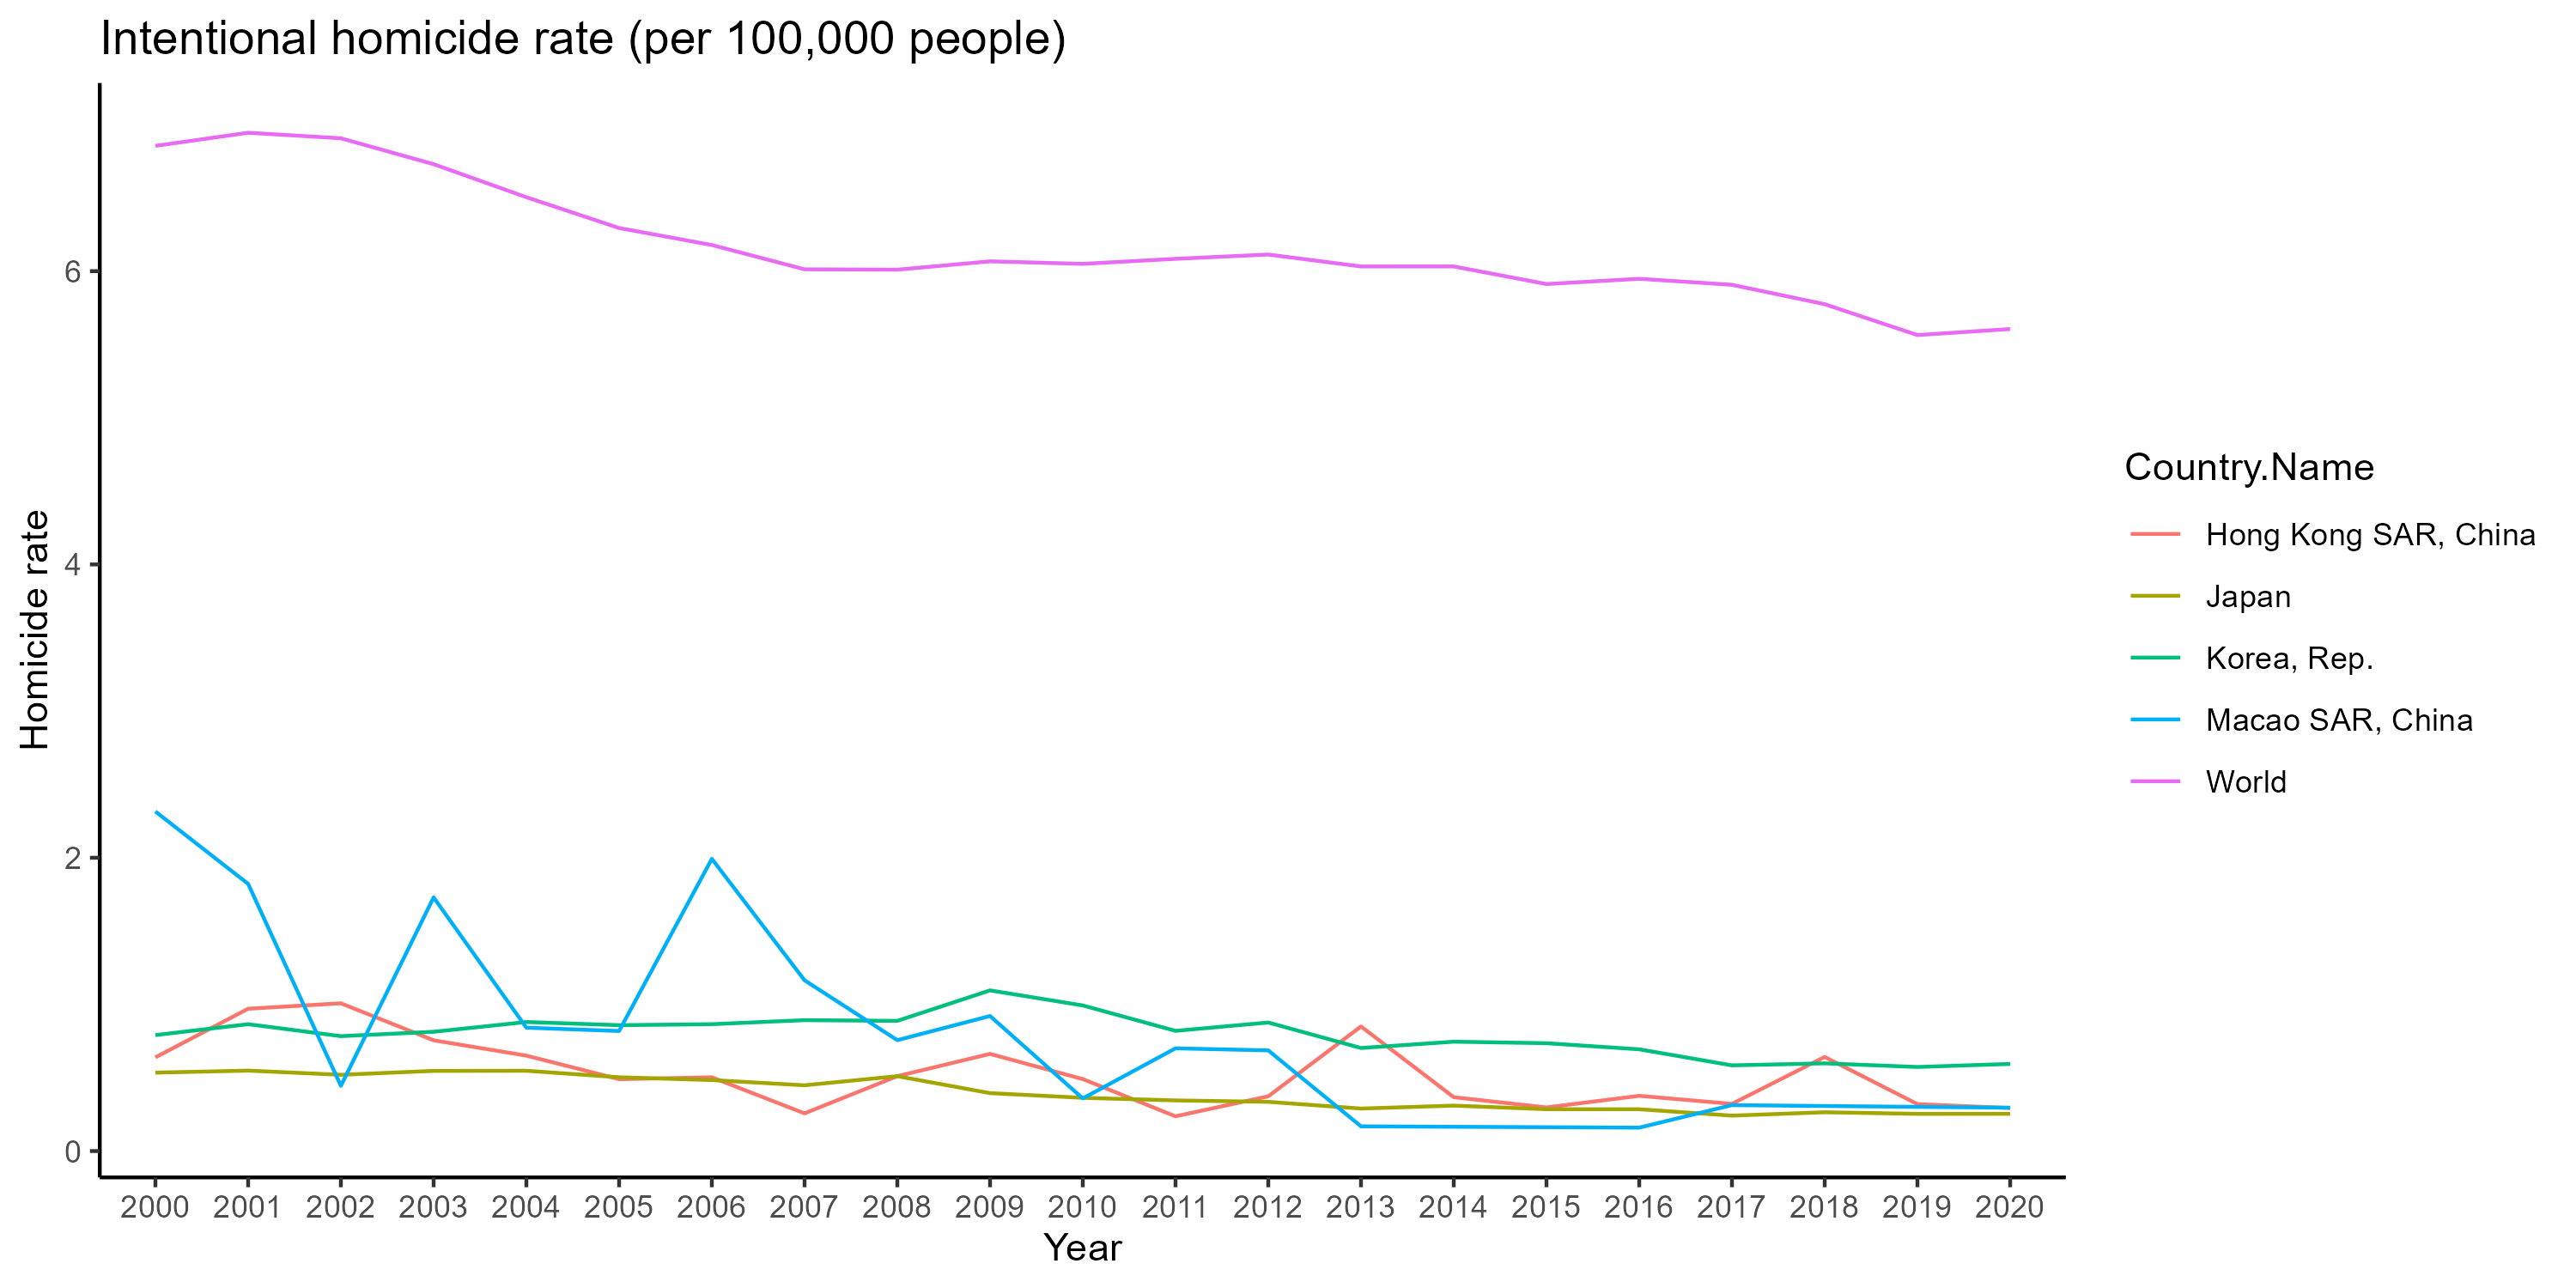 Intentional homicide rate (per 100,000 people)
Homicide rate
6
4
2
0
2000 2001 2002 2003 2004 2005 2006 2007 2008 2009 2010 2011 2012 2013 2014 2015 2016 2017 2018 2019 2020
Year
Country.Name
Hong Kong SAR, China
Japan
Korea, Rep.
Macao SAR, China
World